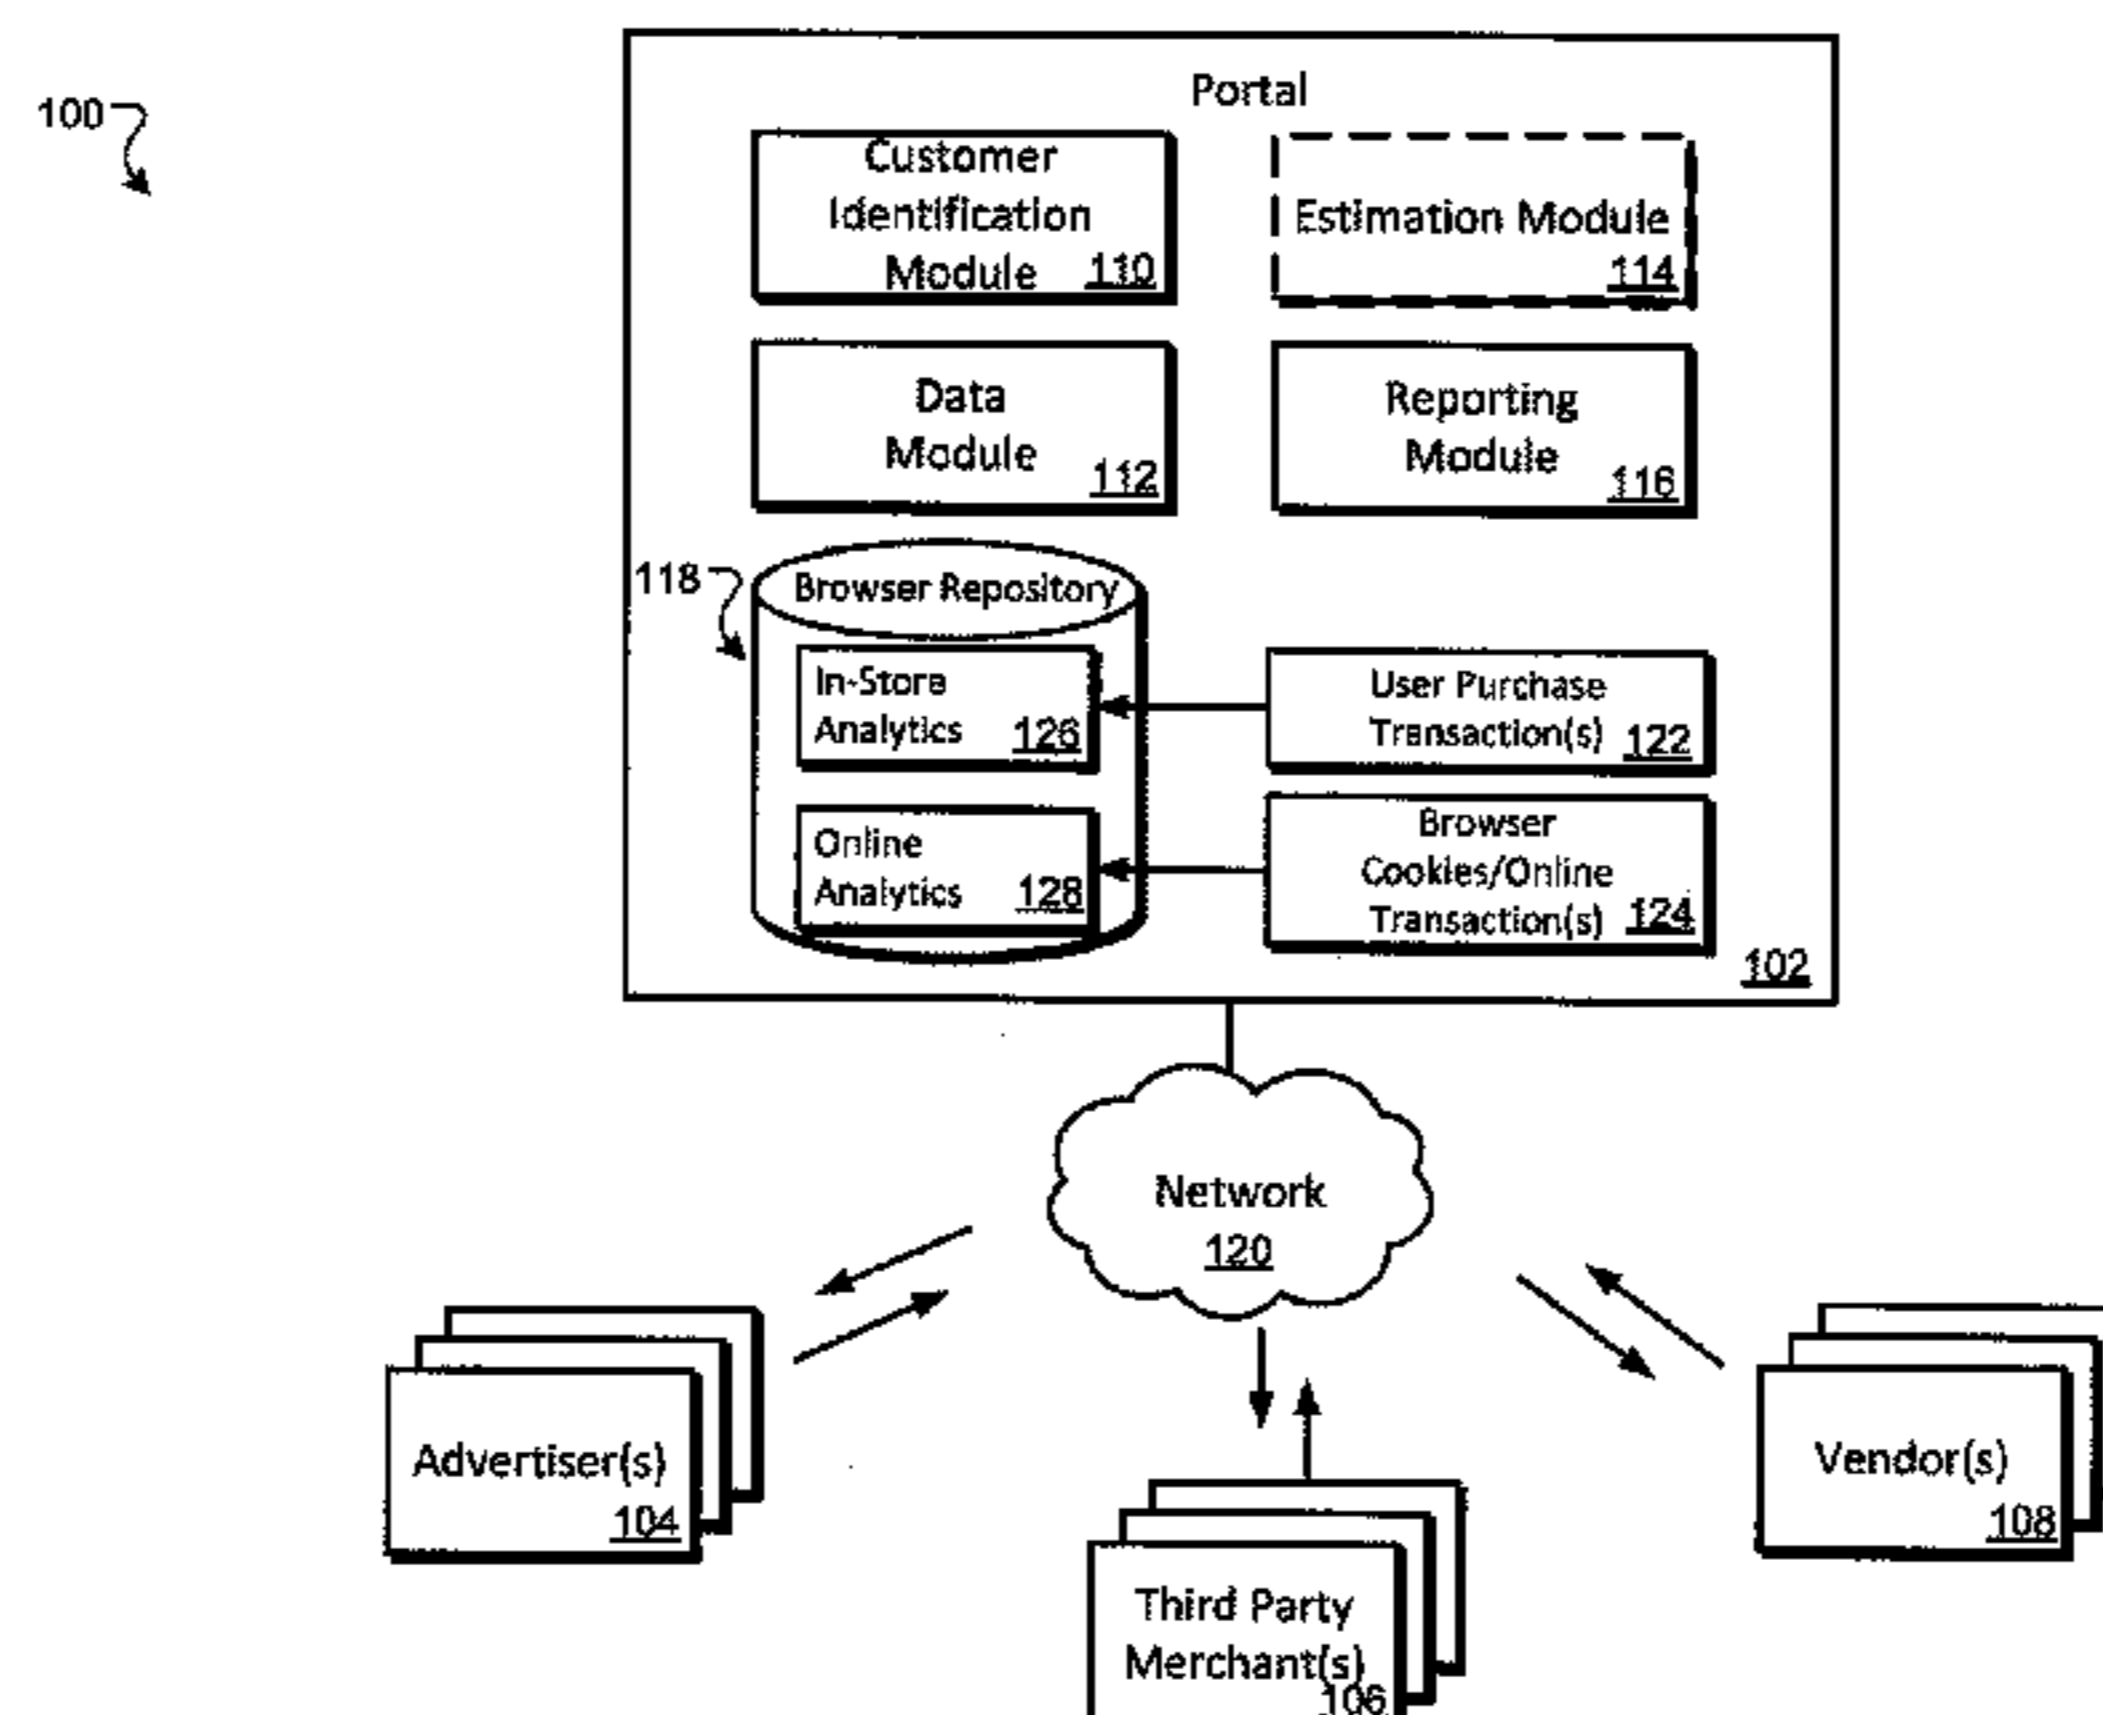 100
Portal
Customer
Identification
Module 110
Estimation Module
114
Data
Module 112
Reporting
Module 116
118
Browser Repository
In-Store
Analytics 126
User Purchase
Transaction(s) 122
Online
Analytics 128
Browser
Cookies/Online
Transaction(s) 124
102
Network
120
Advertiser(s)
104
Third Party
Merchant(s)
106
Vendor(s)
108